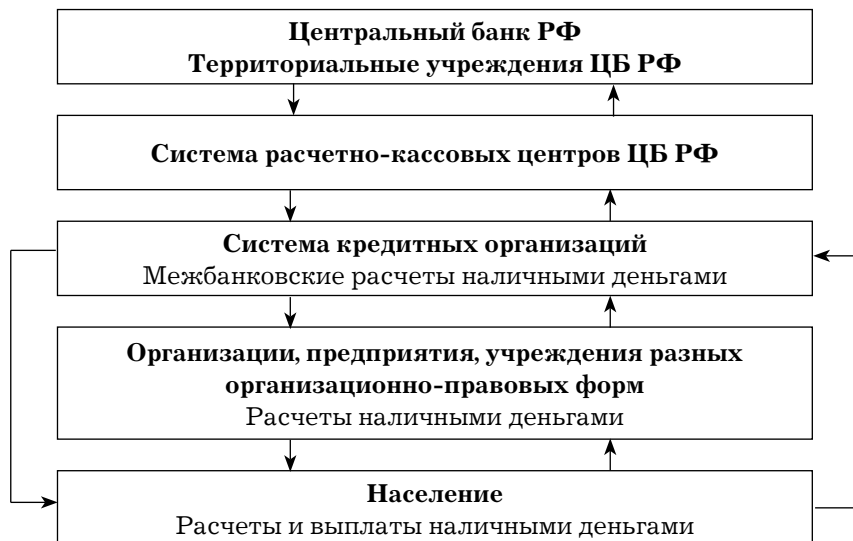 Центральный банк РФ
Территориальные учреждения ЦБ РФ
Система расчетно-кассовых центров ЦБ РФ
Система кредитных организаций
Межбанковские расчеты наличными деньгами
Организации, предприятия, учреждения разных
организационно-правовых форм
Расчеты наличными деньгами
Население
Расчеты и выплаты наличными деньгами